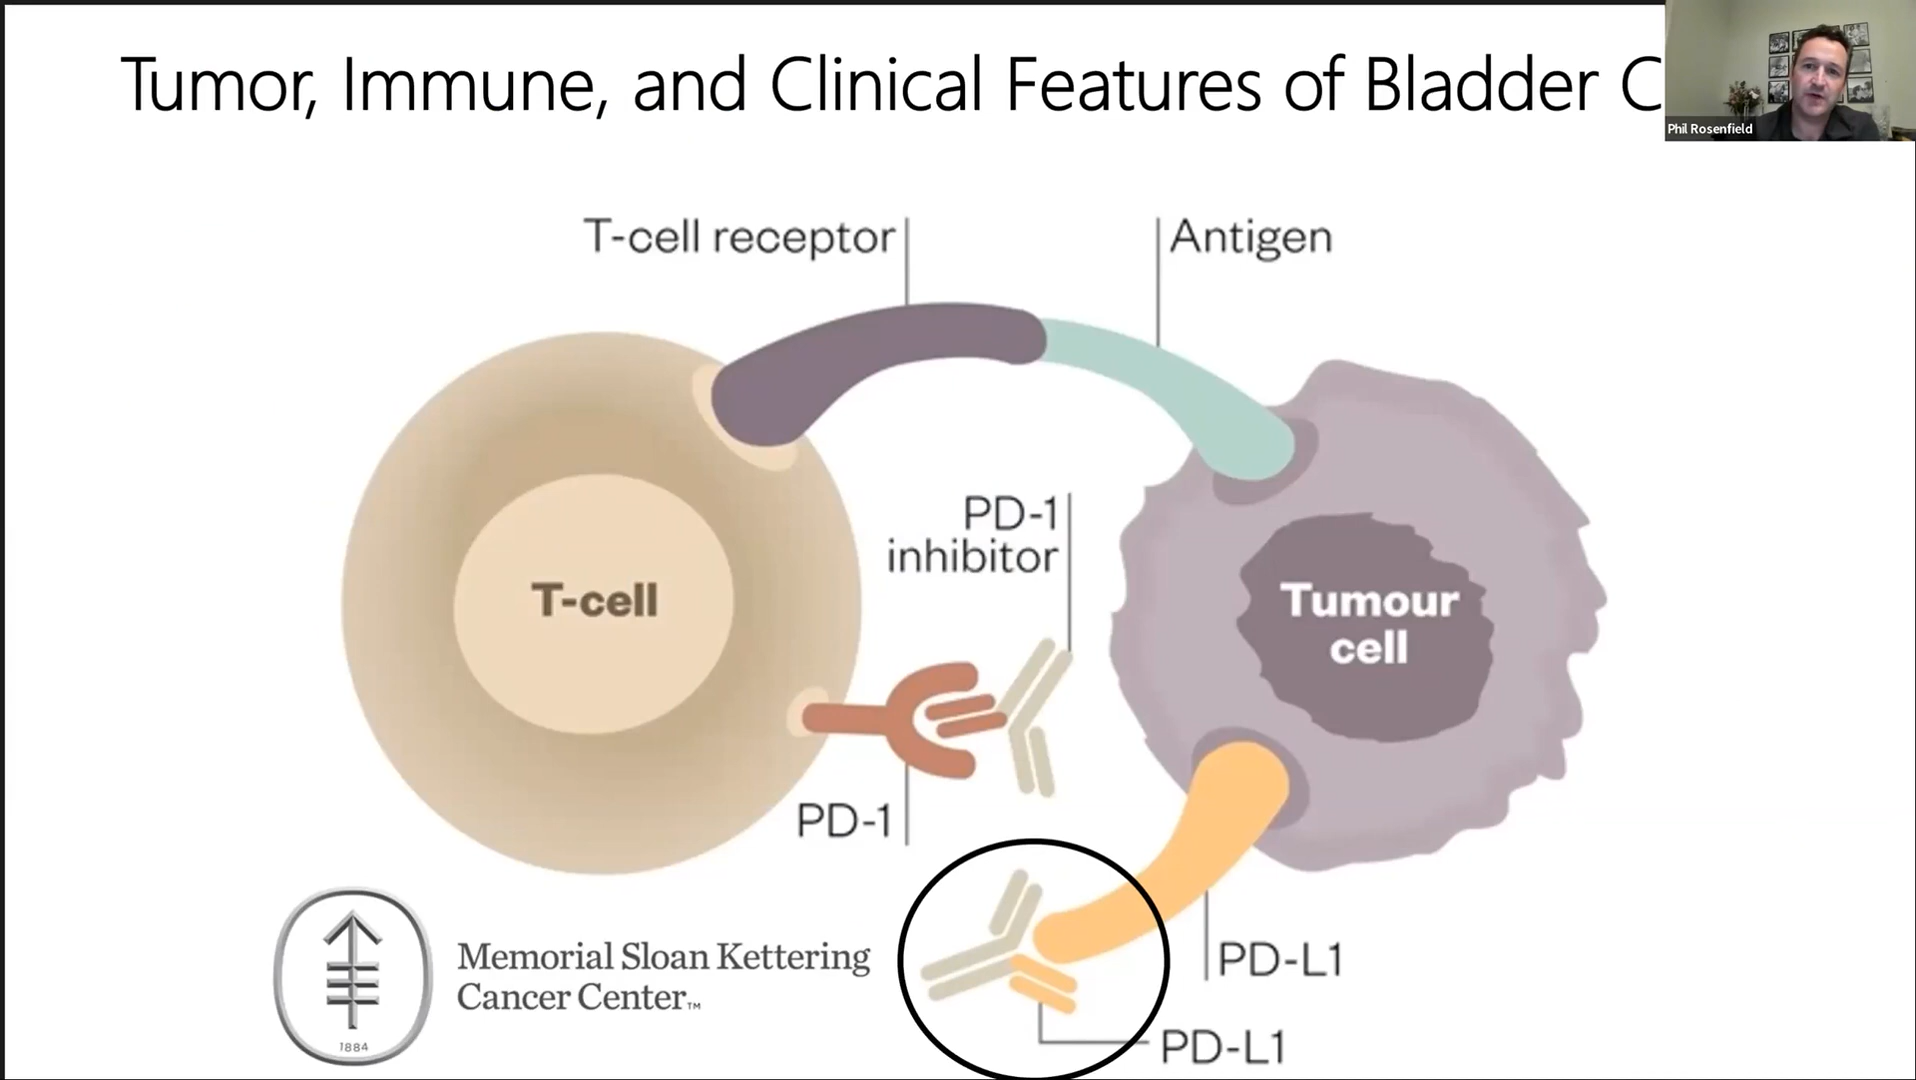 Tumor, Immune, and Clinical Features of Bladder C
Phil Rosenfield
T-cell receptor
Antigen
PD-1
inhibitor
T-cell
Tumour
cell
PD-1
Memorial Sloan Kettering
Cancer Center™
1884
PD-L1
PD-L1